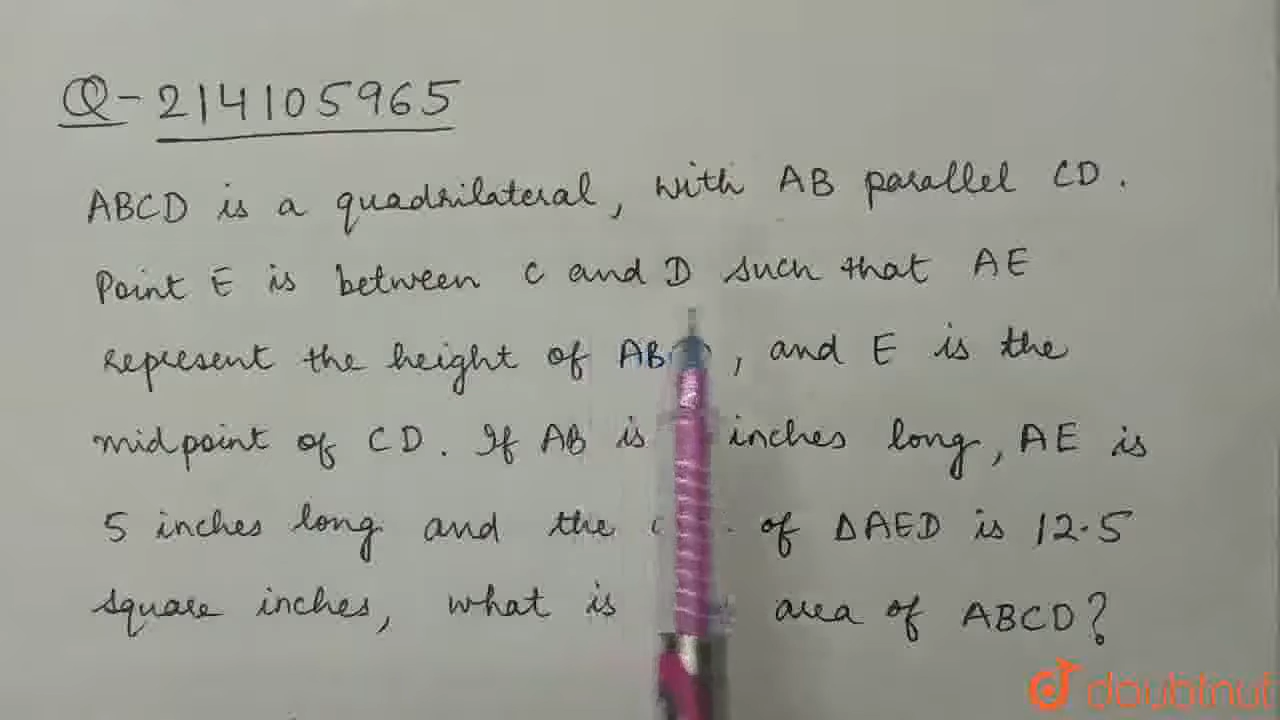 Q-214105965
ABCD is a quadrilateral, with AB parallel CD.
Point E is between C and D such that AE
represent the height of AB , and E is the
midpoint of CD. If AB is inches long, AE is
5 inches long and the of ΔAED is 12.5
square inches, what is area of ABCD?
doubtnut